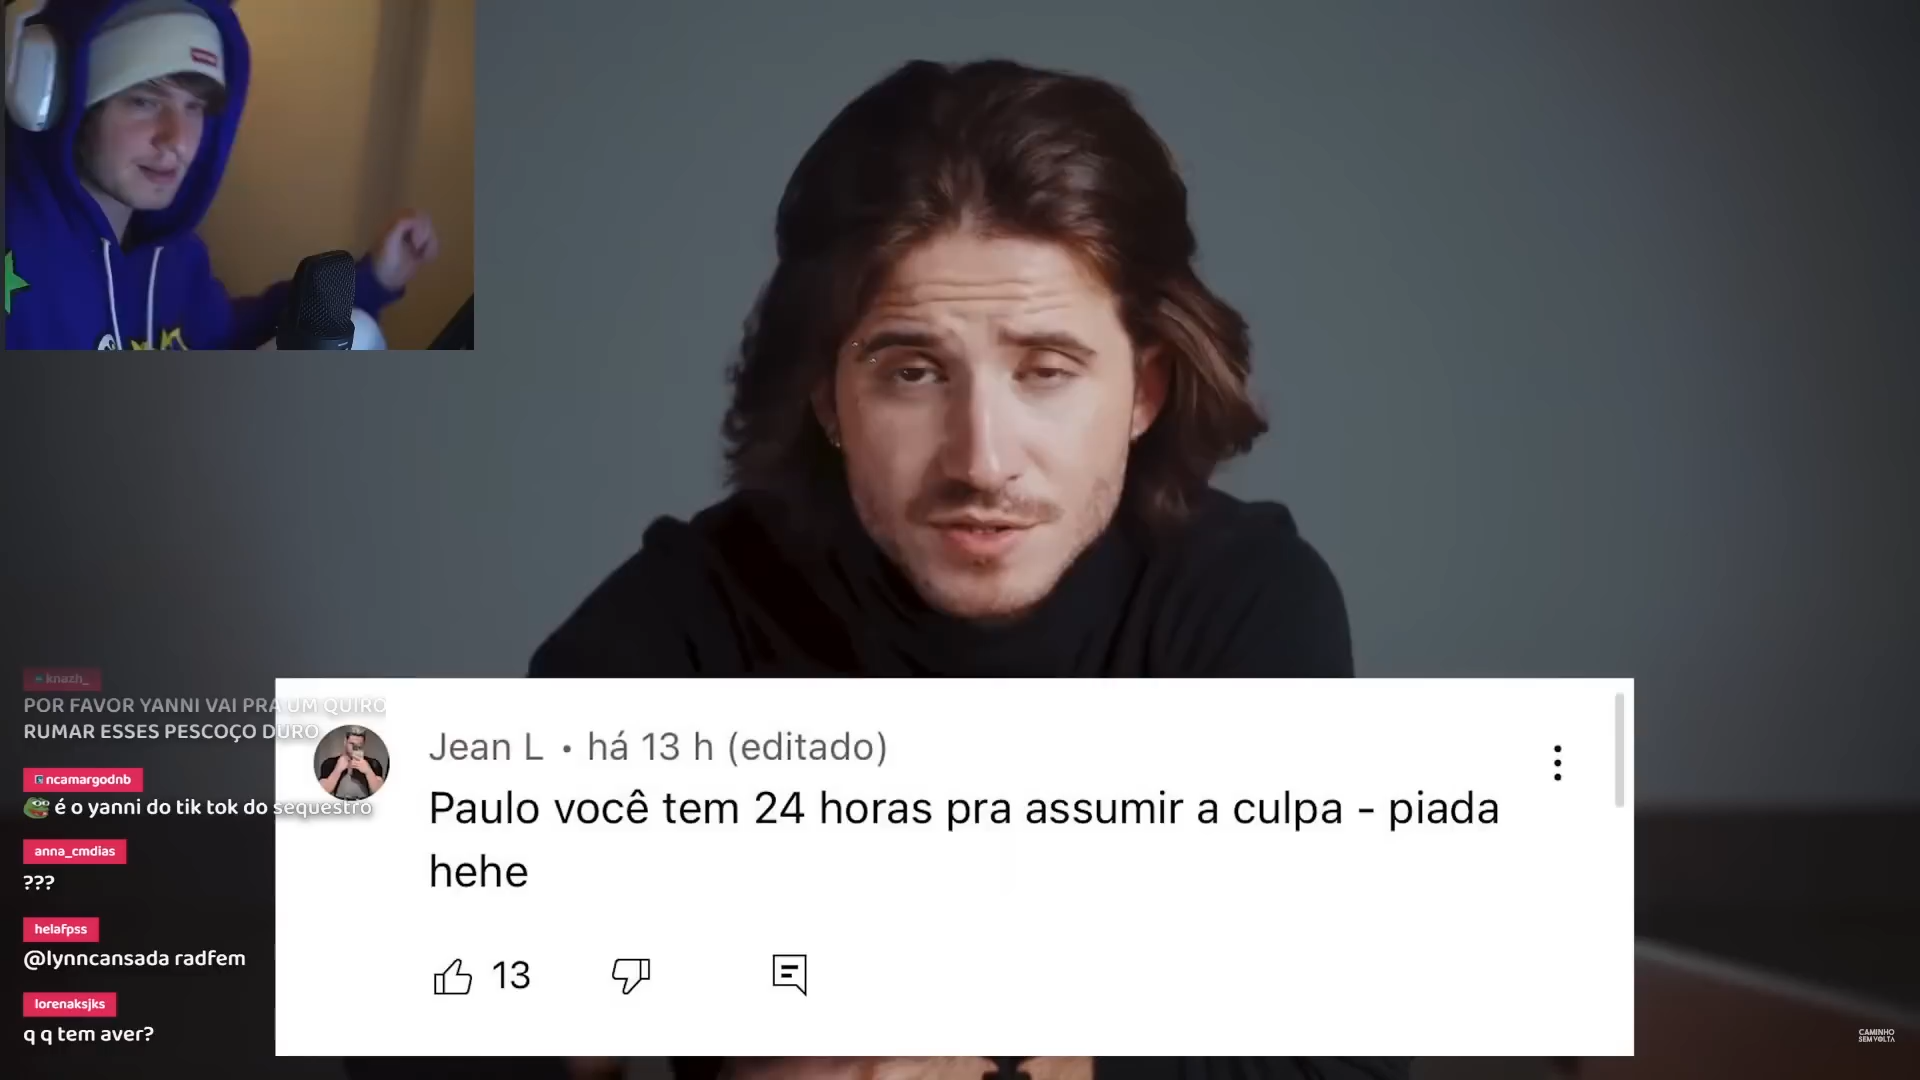 knazh_
POR FAVOR YANNI VAI PRA UM QUIRO
RUMAR ESSES PESCOÇO DURO
ncamargodnb
é o yanni do tik tok do sequestro
anna_cmdias
???
helafpss
@lynncansada radfem
lorenaksjks
q q tem aver?
Jean L • há 13 h (editado)
Paulo você tem 24 horas pra assumir a culpa - piada
hehe
13
CAMINHO
SEM VOLTA